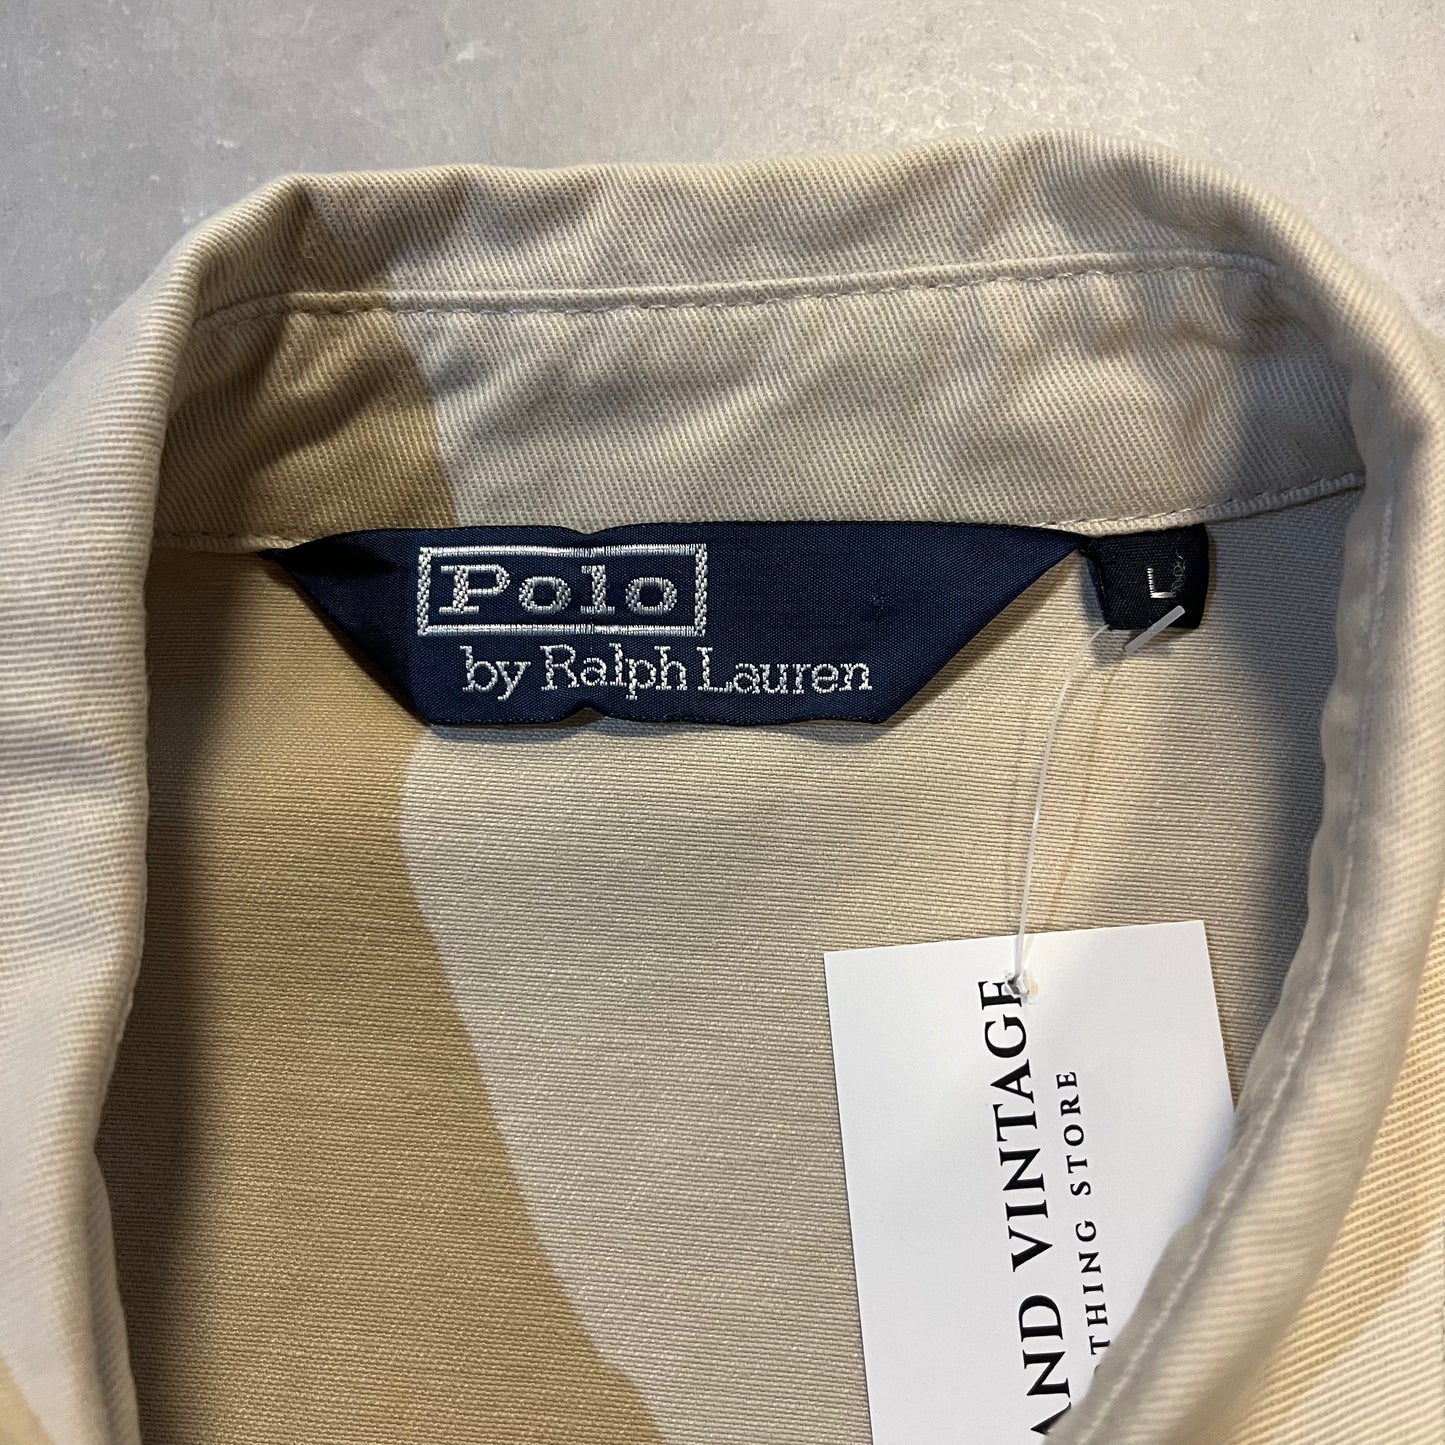 Polo
by Ralph Lauren
L
AND VINTAGE
THING STORE